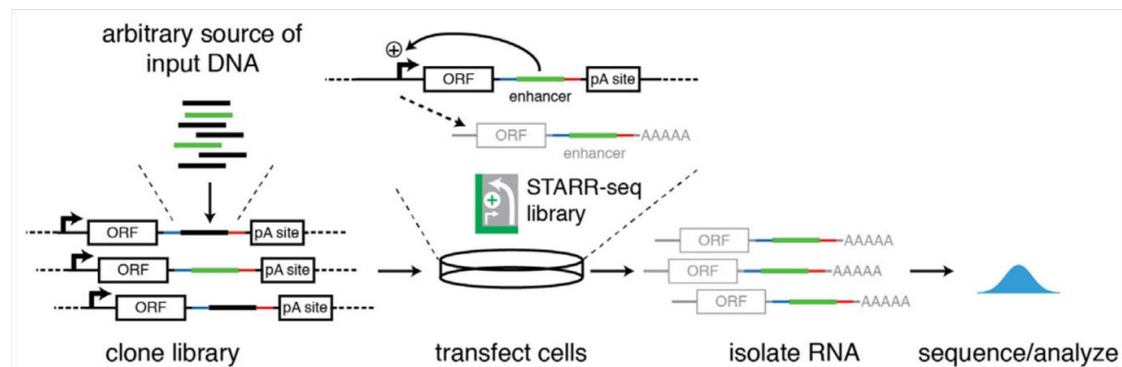 arbitrary source of
input DNA
+
ORF
pA site
enhancer
ORF
AAAAA
enhancer
+
STARR-seq
library
ORF
pA site
ORF
pA site
ORF
pA site
ORF
AAAAA
ORF
AAAAA
ORF
AAAAA
clone library
transfect cells
isolate RNA
sequence/analyze